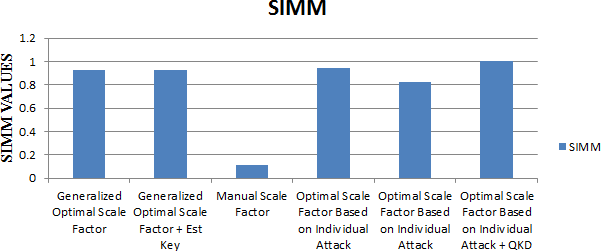 SIMM
1.2
1
0.8
0.6
0.4
0.2
0
SIMM VALUES
Generalized
Optimal Scale
Factor
Generalized
Optimal Scale
Factor + Est
Key
Manual Scale
Factor
Optimal Scale
Factor Based
on Individual
Attack
Optimal Scale
Factor Based on
Individual
Attack
Optimal Scale
Factor Based
on Individual
Attack + QKD
SIMM